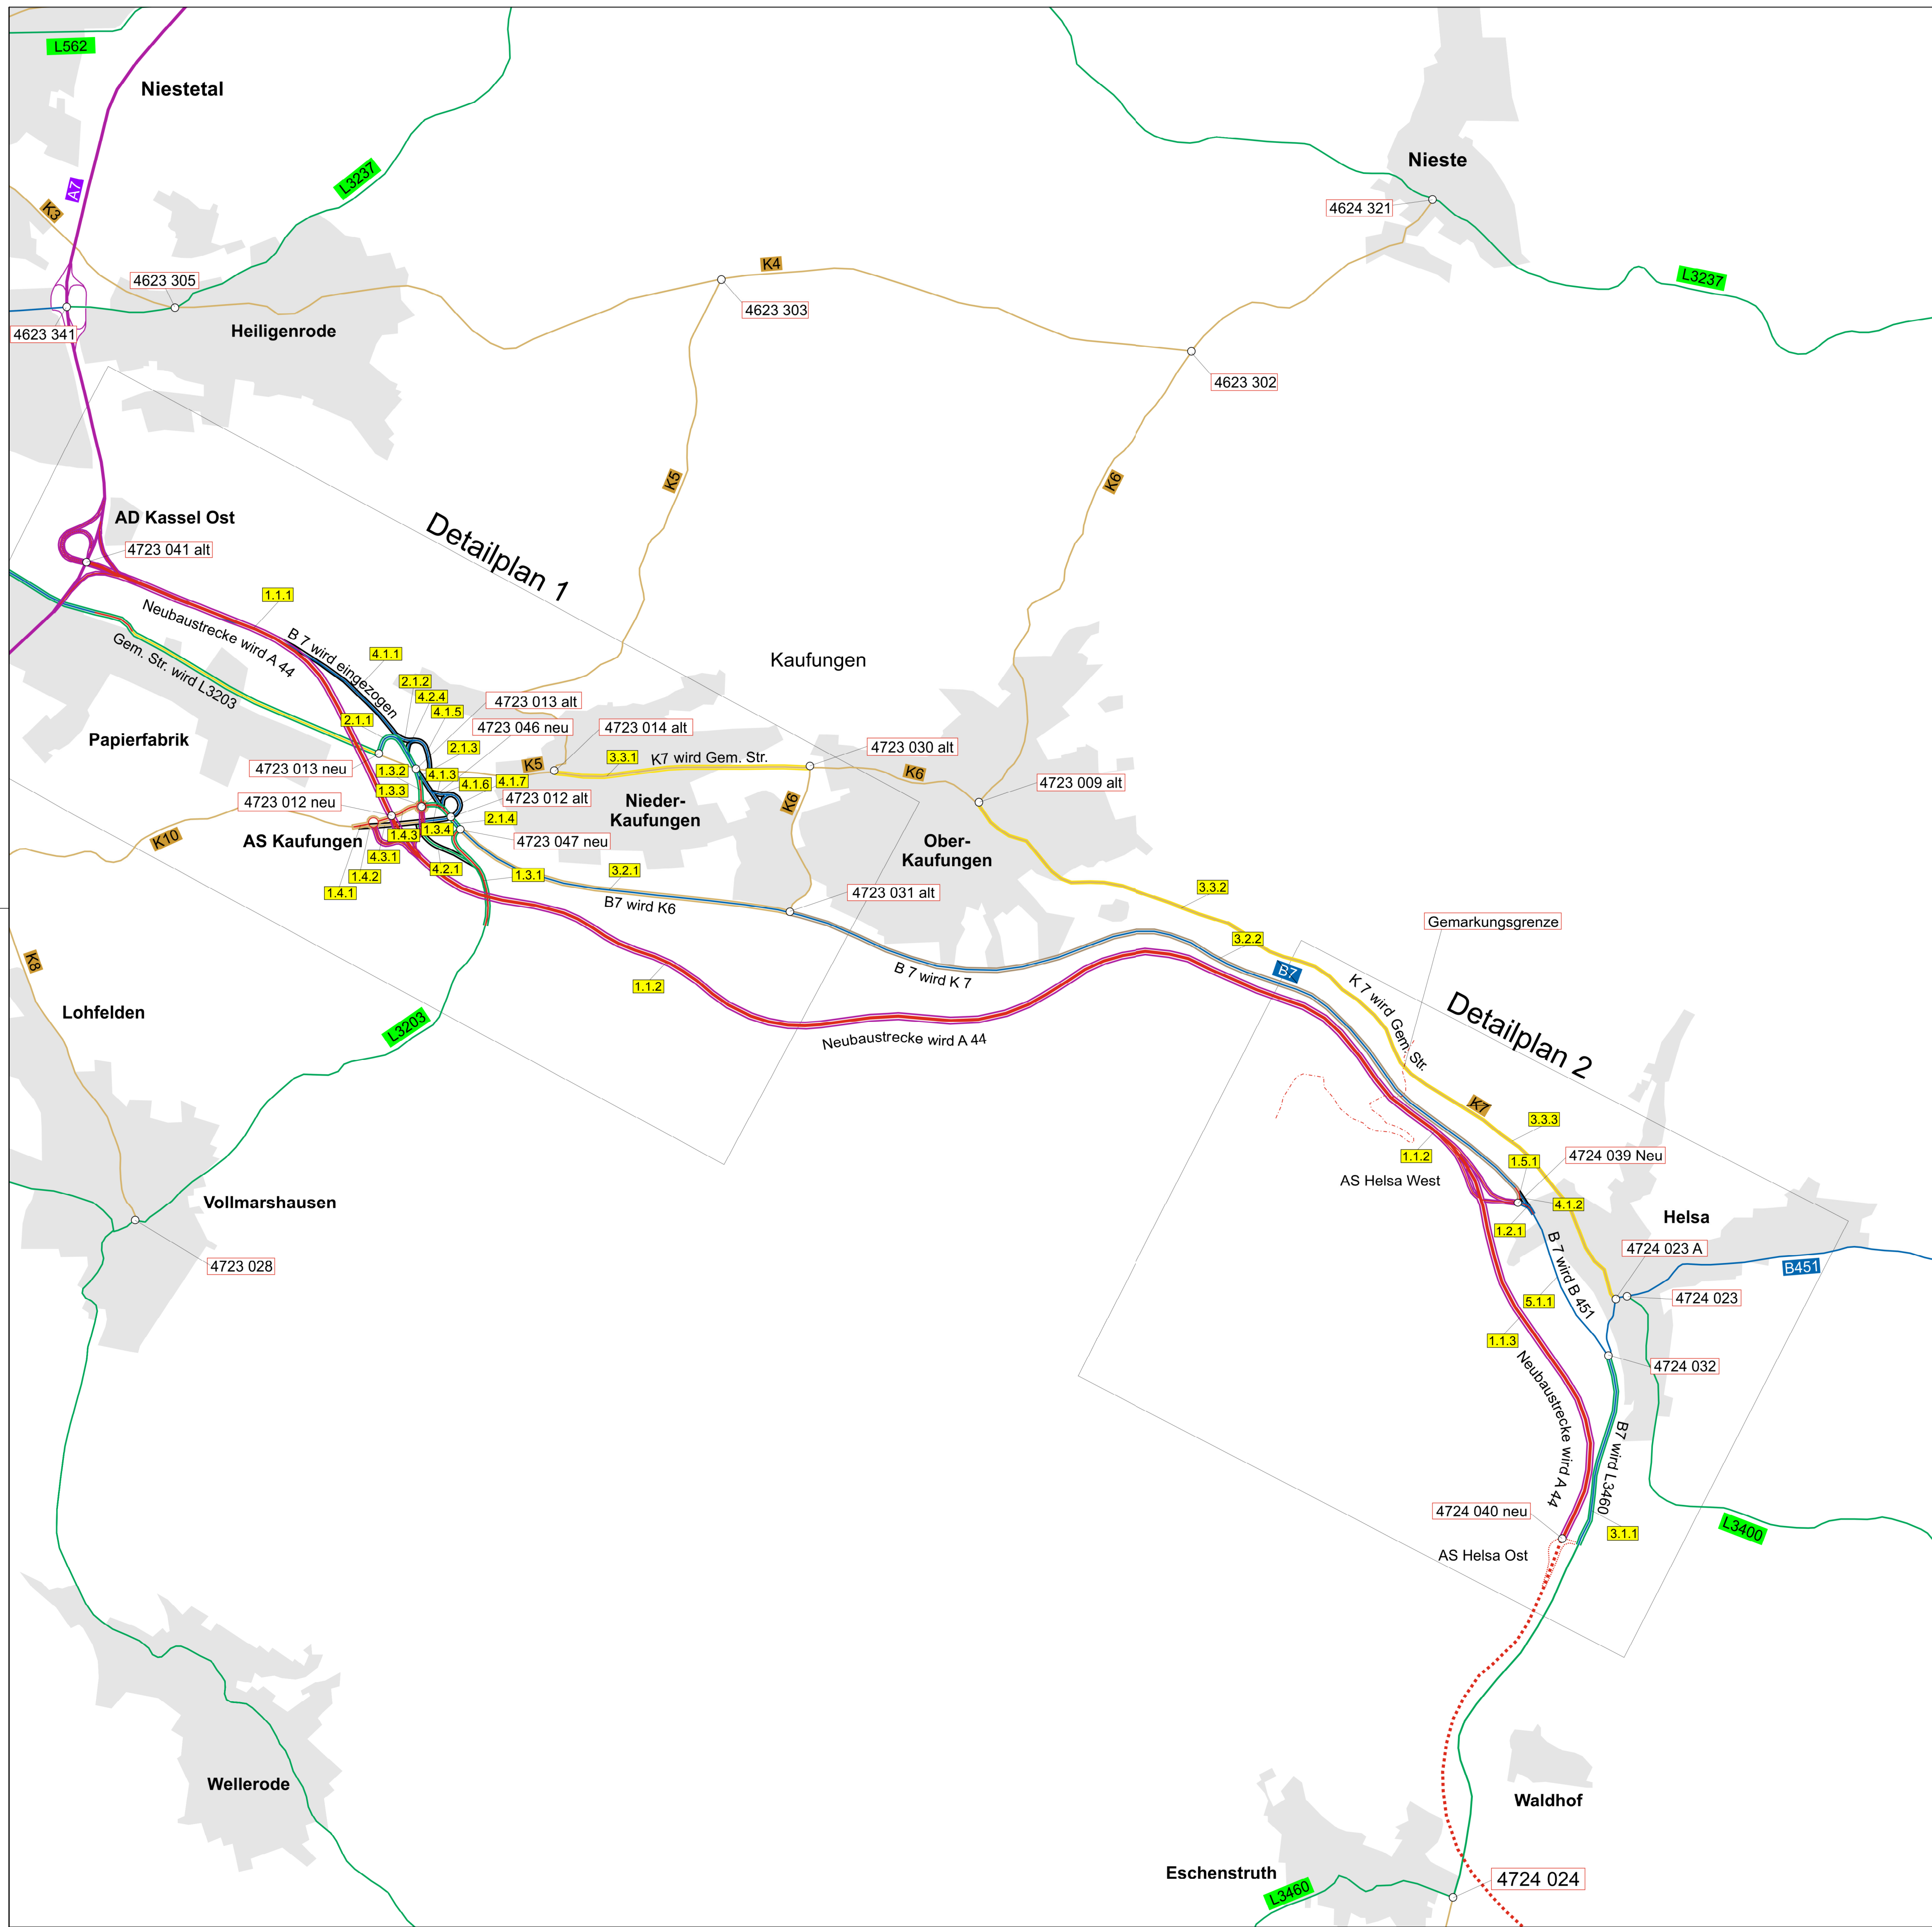 L562
Niestetal
A7
K3
L3237
4623 305
4623 341
Heiligenrode
K4
4623 303
Nieste
4624 321
L3237
4623 302
K5
K6
AD Kassel Ost
4723 041 alt
Detailplan 1
1.1.1
Neubaustrecke wird A 44
B 7 wird eingezogen
Gem. Str. wird L3203
4.1.1
2.1.2
4.2.4
4.1.5
2.1.1
4723 013 alt
4723 046 neu
4723 014 alt
2.1.3
Kaufungen
Papierfabrik
4723 013 neu
1.3.2
4.1.3
1.3.3
4.1.6
4.1.7
K5
3.3.1
K7 wird Gem. Str.
4723 030 alt
K6
4723 009 alt
4723 012 neu
4723 012 alt
Nieder-
Kaufungen
K6
K10
AS Kaufungen
1.4.3
1.3.4
2.1.4
4723 047 neu
4.3.1
1.4.2
1.4.1
4.2.1
1.3.1
3.2.1
B7 wird K6
Ober-
Kaufungen
4723 031 alt
3.3.2
3.2.2
Gemarkungsgrenze
K8
Lohfelden
L3203
1.1.2
B 7 wird K 7
B7
K 7 wird Gem. Str.
Neubaustrecke wird A 44
Detailplan 2
K7
3.3.3
1.1.2
1.5.1
4724 039 Neu
AS Helsa West
4.1.2
1.2.1
Helsa
Vollmarshausen
4723 028
4724 023 A
B451
B 7 wird B 451
4724 023
5.1.1
1.1.3
4724 032
Neubaustrecke wird A 44
B7 wird L3460
4724 040 neu
3.1.1
L3400
AS Helsa Ost
Wellerode
Waldhof
Eschenstruth
L3460
4724 024